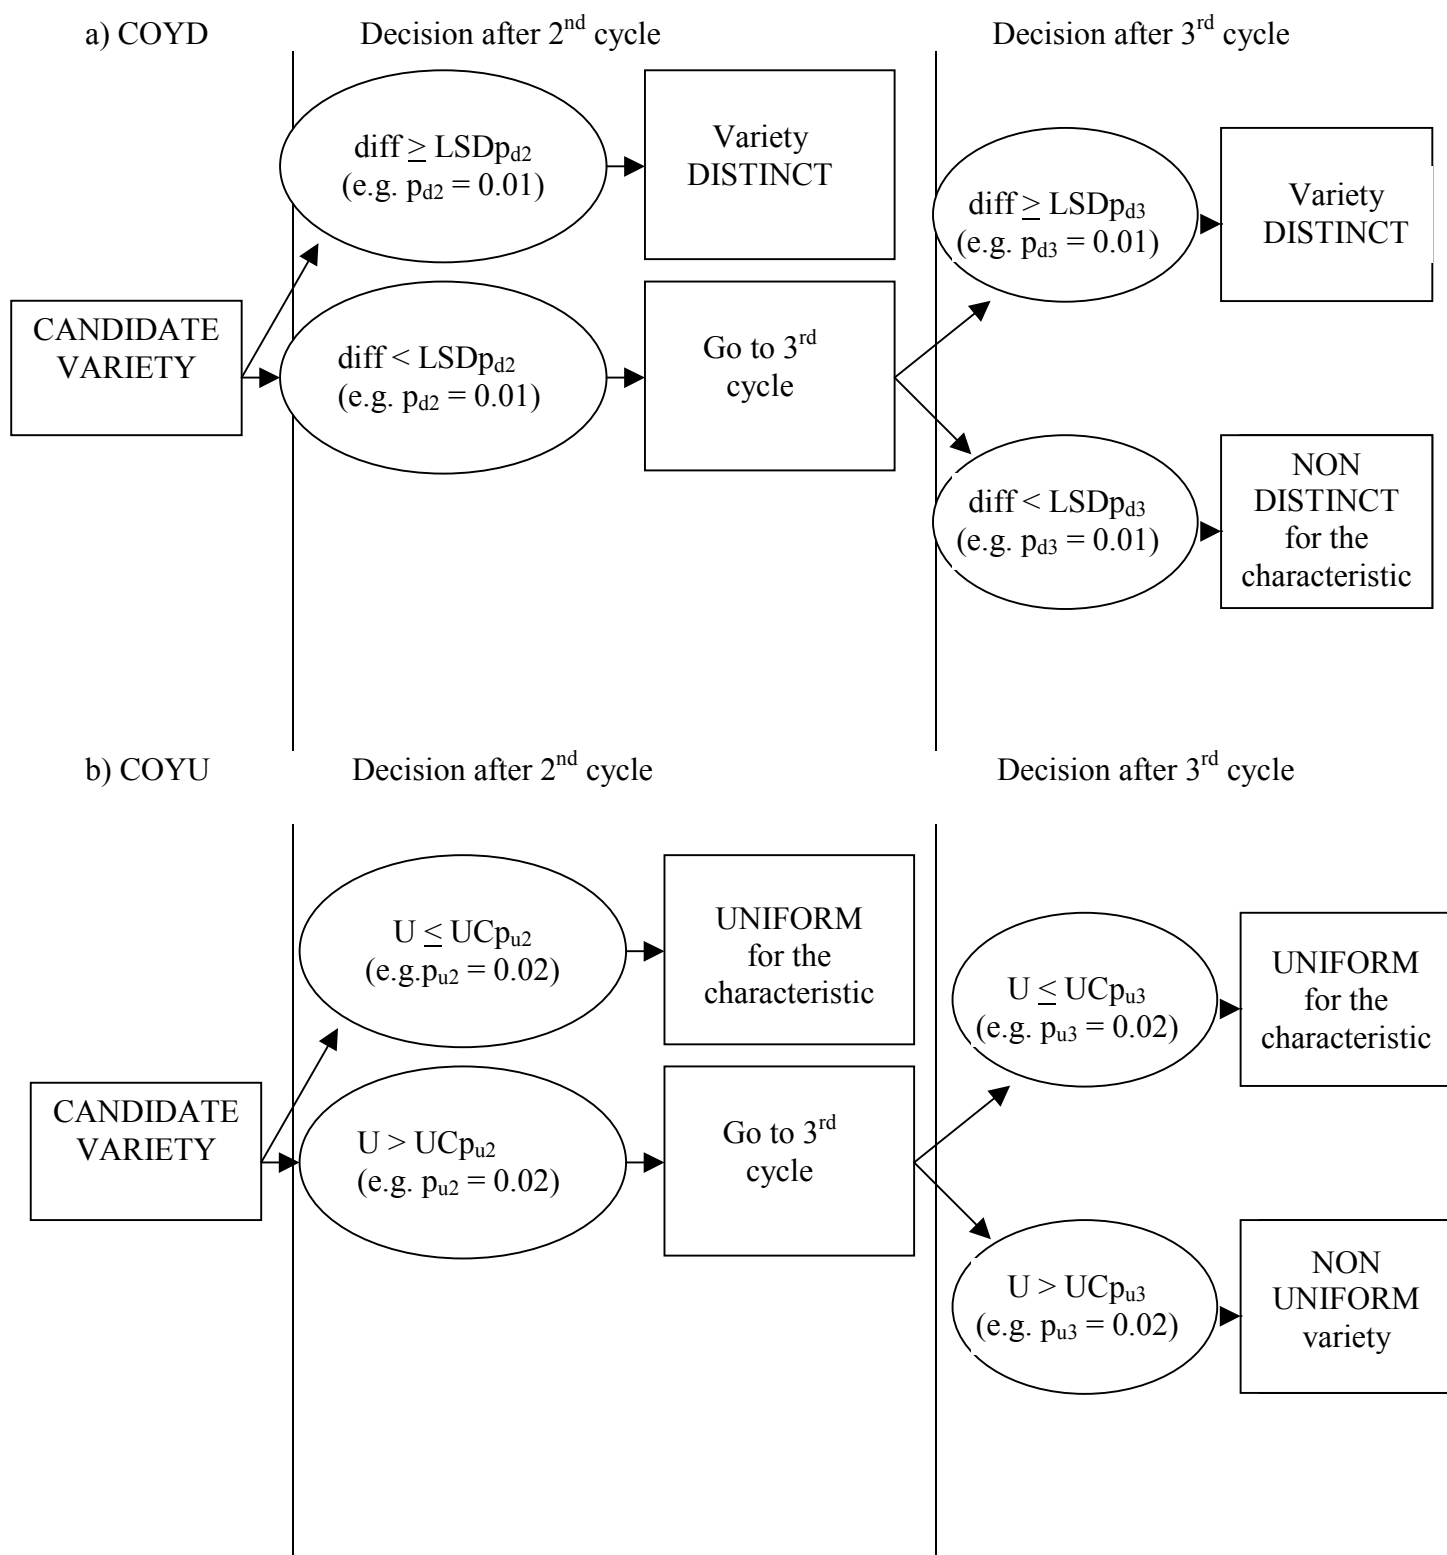 a) COYD
Decision after 2nd cycle
Decision after 3rd cycle
diff ≥ LSDpd2
(e.g. pd2 = 0.01)
Variety
DISTINCT
diff ≥ LSDpd3
(e.g. pd3 = 0.01)
Variety
DISTINCT
CANDIDATE
VARIETY
diff < LSDpd2
(e.g. pd2 = 0.01)
Go to 3rd
cycle
diff < LSDpd3
(e.g. pd3 = 0.01)
NON
DISTINCT
for the
characteristic
b) COYU
Decision after 2nd cycle
Decision after 3rd cycle
U ≤ UCpu2
(e.g.pu2 = 0.02)
UNIFORM
for the
characteristic
U ≤ UCpu3
(e.g. pu3 = 0.02)
UNIFORM
for the
characteristic
CANDIDATE
VARIETY
U > UCpu2
(e.g. pu2 = 0.02)
Go to 3rd
cycle
U > UCpu3
(e.g. pu3 = 0.02)
NON
UNIFORM
variety